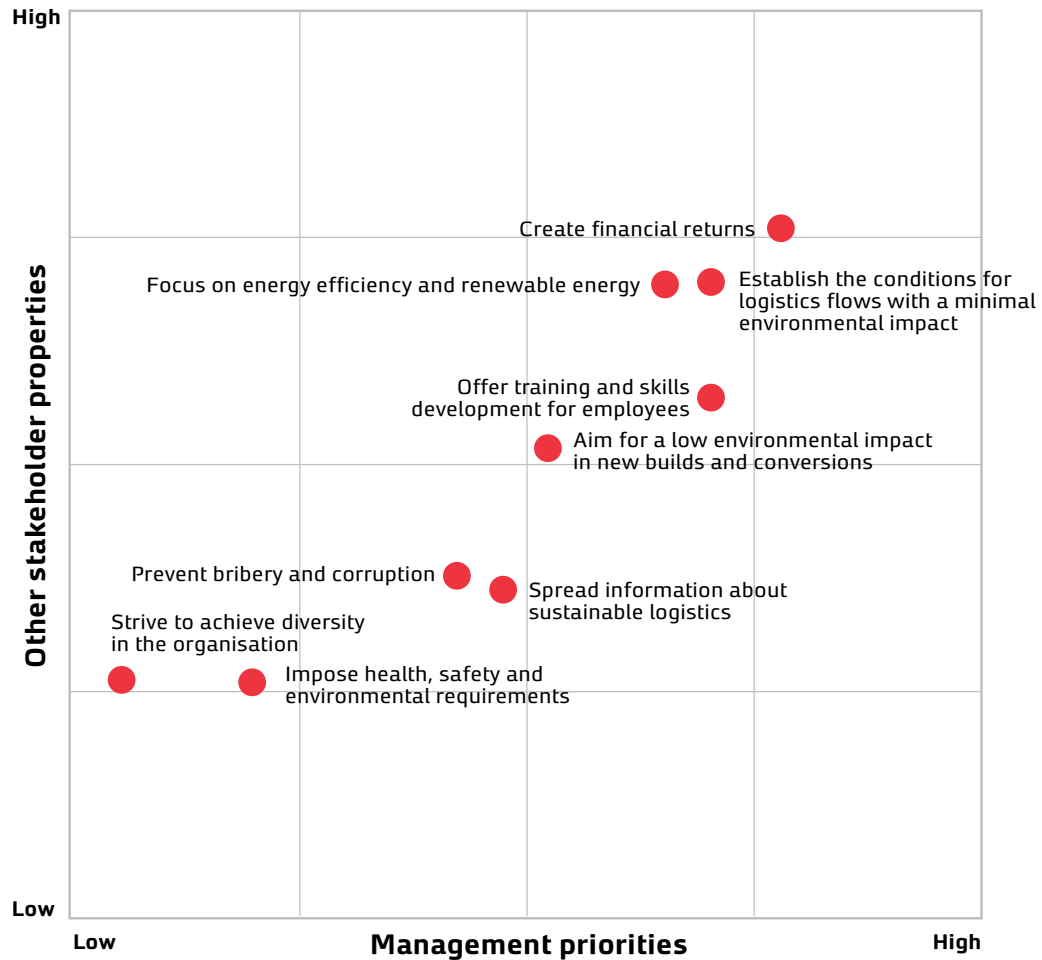 High
Create financial returns
Focus on energy efficiency and renewable energy
Establish the conditions for
logistics flows with a minimal
environmental impact
Offer training and skills
development for employees
Aim for a low environmental impact
in new builds and conversions
Prevent bribery and corruption
Spread information about
sustainable logistics
Strive to achieve diversity
in the organisation
Impose health, safety and
environmental requirements
Other stakeholder properties
Low
Low
Management priorities
High